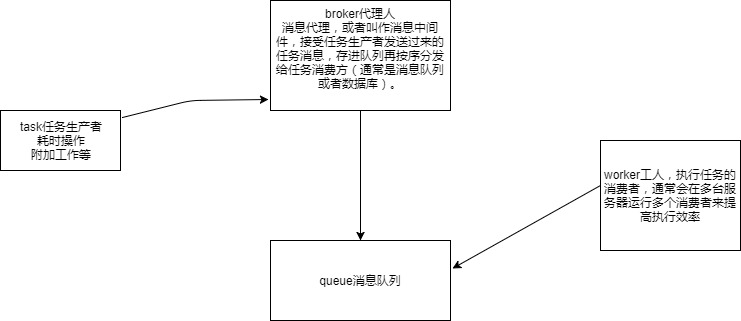 broker代理人
消息代理，或者叫作消息中间
件，接受任务生产者发送过来的
任务消息，存进队列再按序分发
给任务消费方（通常是消息队列
或者数据库）。
task任务生产者
耗时操作
附加工作等
worker工人，执行任务的
消费者，通常会在多台服
务器运行多个消费者来提
高执行效率
queue消息队列